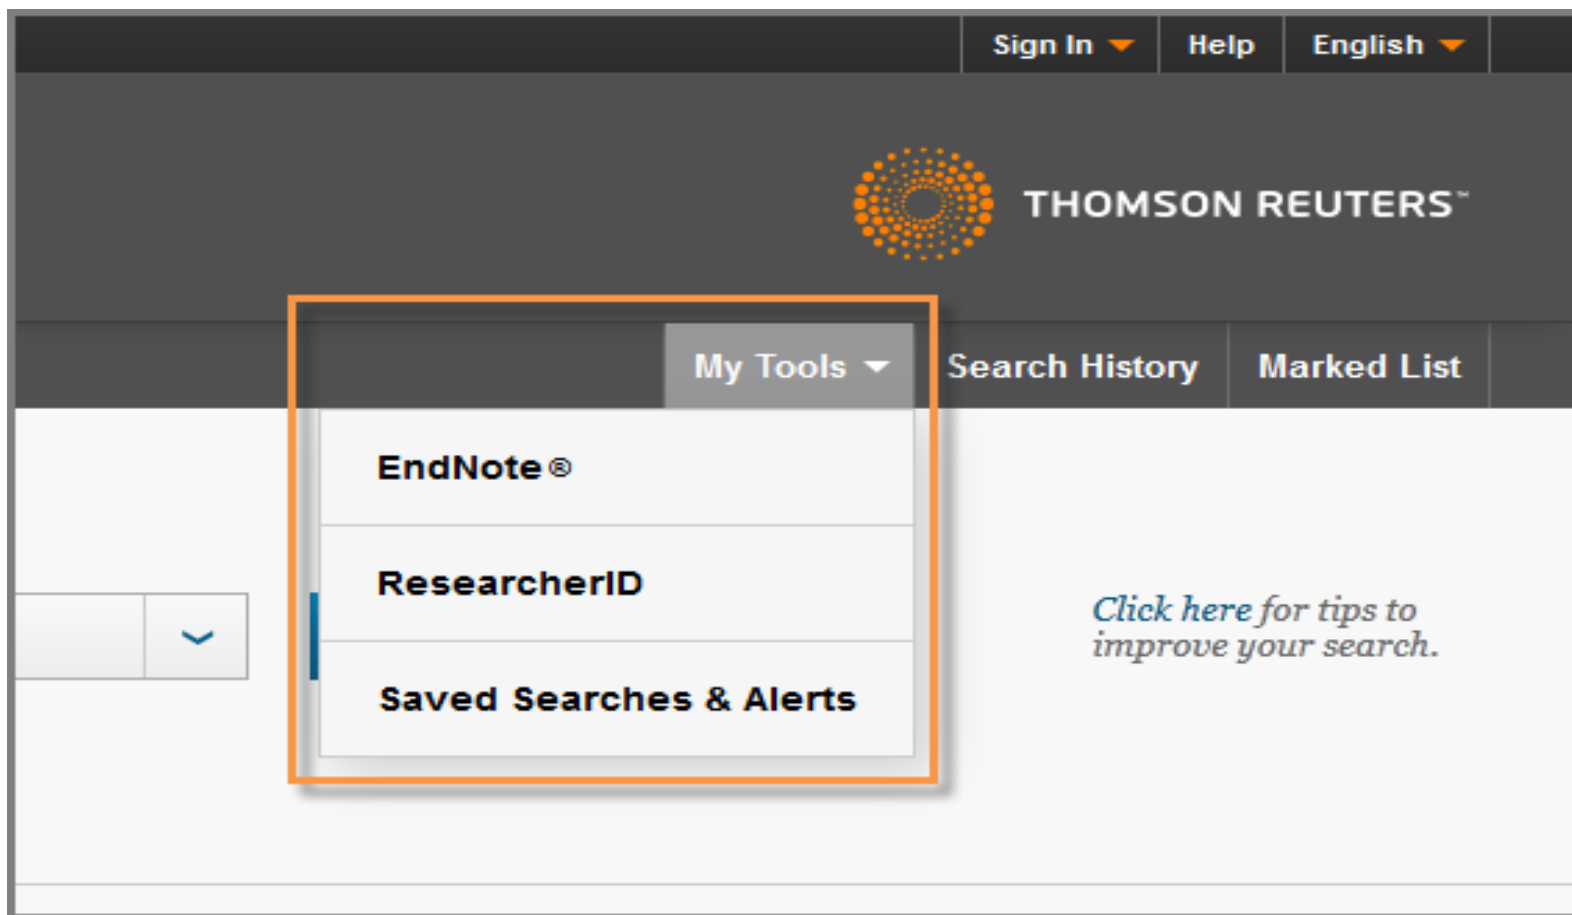 Sign In
Help
English
THOMSON REUTERS™
My Tools
Search History
Marked List
EndNote®
ResearcherID
Saved Searches & Alerts
Click here for tips to
improve your search.